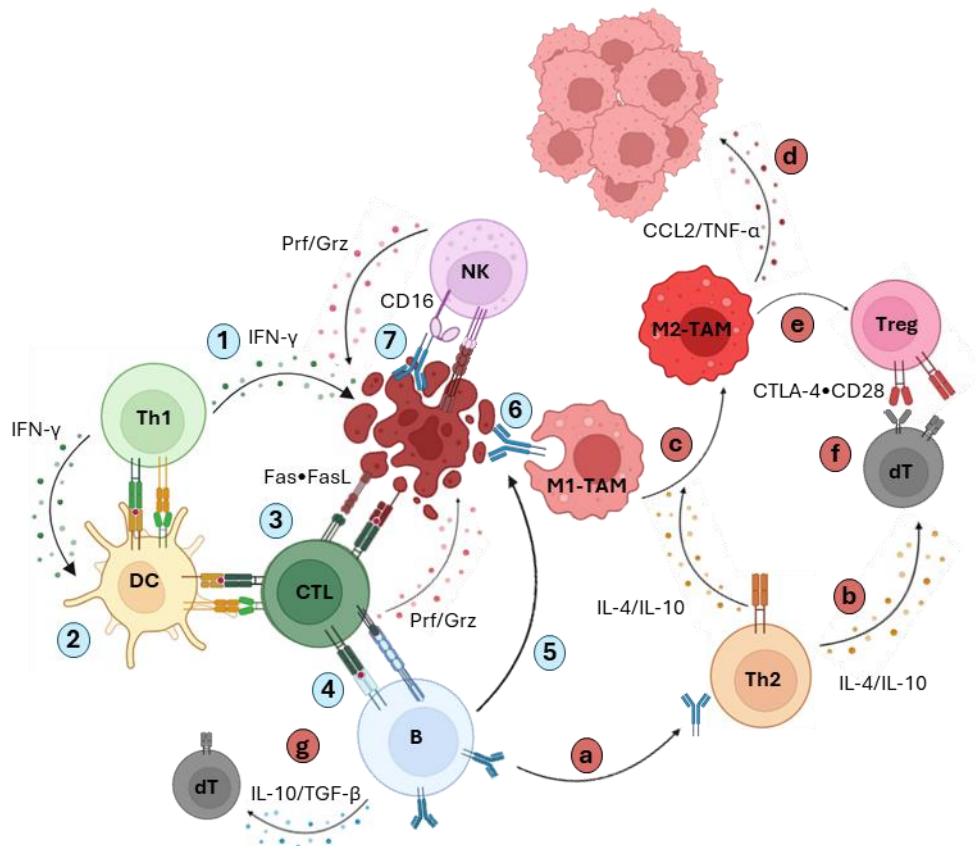 d
Prf/Grz
CCL2/TNF-α
NK
CD16
M2-TAM
e
Treg
1
IFN-γ
7
CTLA-4•CD28
Th1
6
IFN-γ
c
f
dT
Fas•FasL
M1-TAM
3
DC
CTL
IL-4/IL-10
b
Prf/Grz
2
5
4
Th2
IL-4/IL-10
B
g
a
dT
IL-10/TGF-β